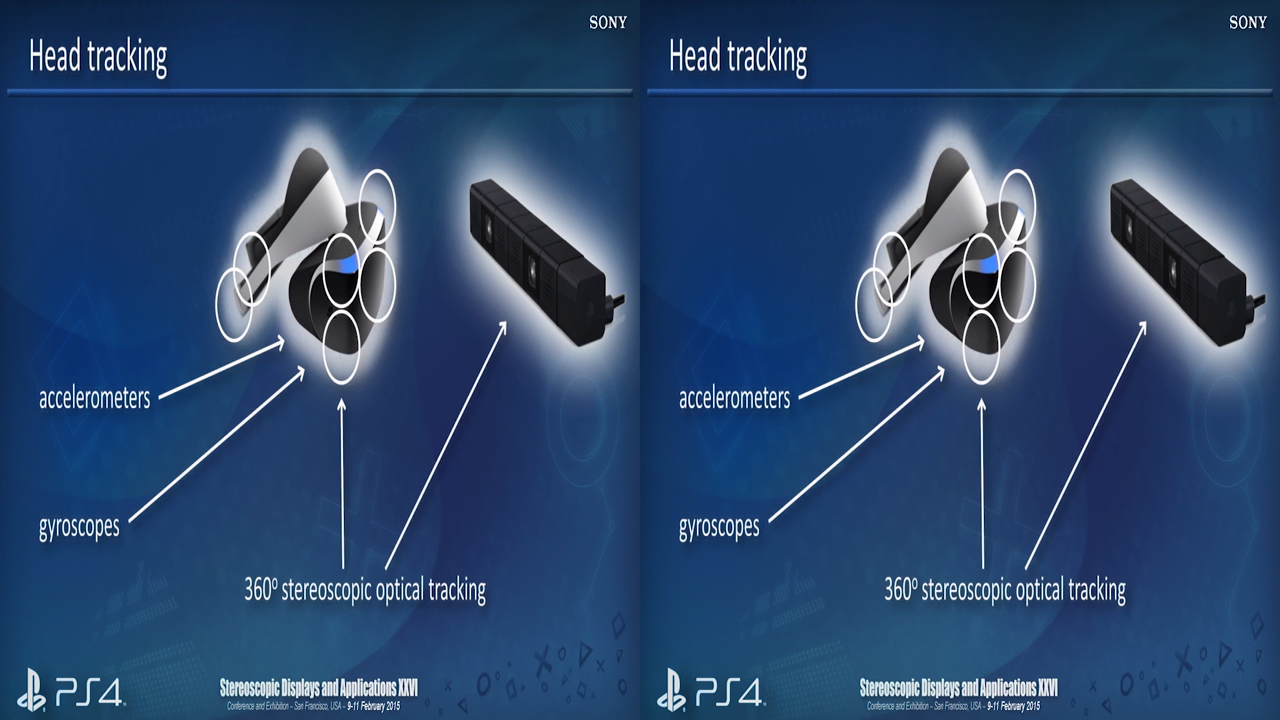 SONY
Head tracking
accelerometers
gyroscopes
360º stereoscopic optical tracking
PS4
Stereoscopic Displays and Applications XXVI
Conference and Exhibition – San Francisco, USA – 9-11 February 2015
SONY
Head tracking
accelerometers
gyroscopes
360º stereoscopic optical tracking
PS4
Stereoscopic Displays and Applications XXVI
Conference and Exhibition – San Francisco, USA – 9-11 February 2015